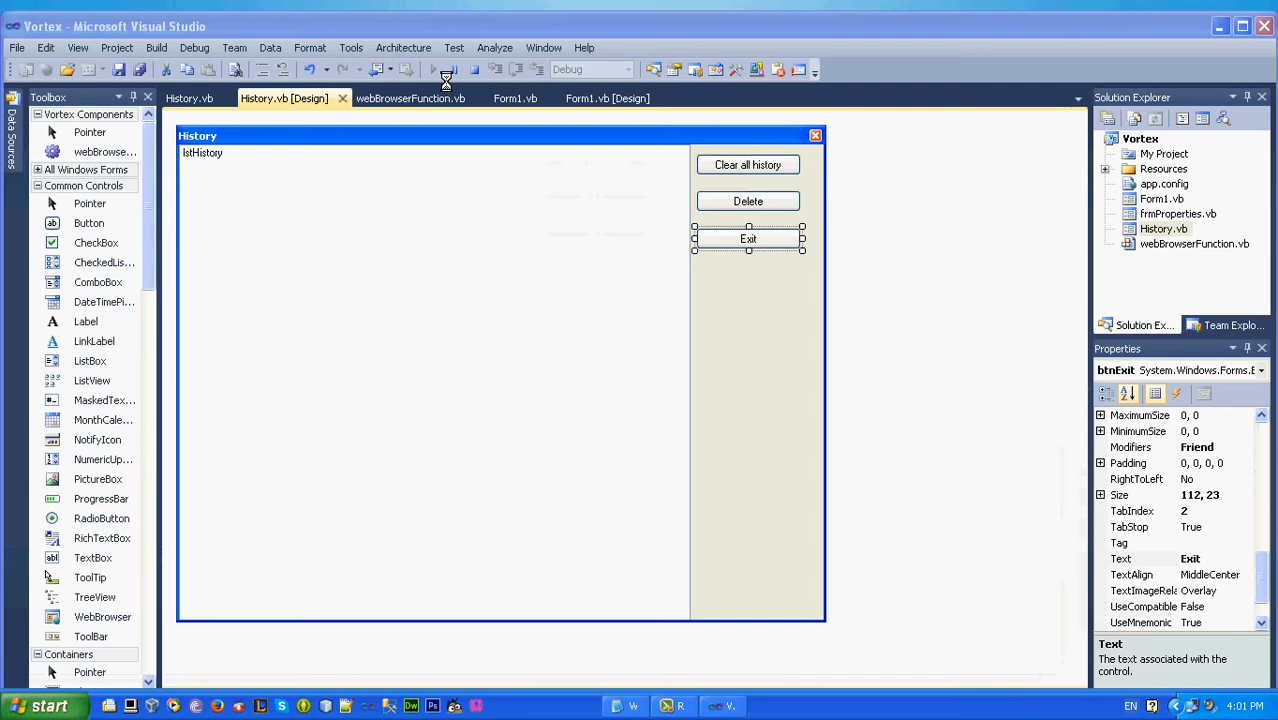 Vortex - Microsoft Visual Studio
File Edit View Project Build Debug Team Data Format Tools Architecture Test Analyze Window Help
Debug
Data Sources
Toolbox
Vortex Components
Pointer
webBrowse...
All Windows Forms
Common Controls
Pointer
Button
CheckBox
CheckedLis...
ComboBox
DateTimePi...
Label
LinkLabel
ListBox
ListView
MaskedTex...
MonthCale...
NotifyIcon
NumericUp...
PictureBox
ProgressBar
RadioButton
RichTextBox
TextBox
ToolTip
TreeView
WebBrowser
ToolBar
Containers
Pointer
History.vb History.vb [Design] webBrowserFunction.vb Form1.vb Form1.vb [Design]
History
lstHistory
Clear all history
Delete
Exit
Solution Explorer
Vortex
My Project
Resources
app.config
Form1.vb
frmProperties.vb
History.vb
webBrowserFunction.vb
Solution Ex... Team Explo...
Properties
btnExit System.Windows.Forms.E
MaximumSize 0, 0
MinimumSize 0, 0
Modifiers Friend
Padding 0, 0, 0, 0
RightToLeft No
Size 112, 23
TabIndex 2
TabStop True
Tag
Text Exit
TextAlign MiddleCenter
TextImageRela Overlay
UseCompatible False
UseMnemonic True
Text
The text associated with the
control.
start
W
R
V.
EN
4:01 PM